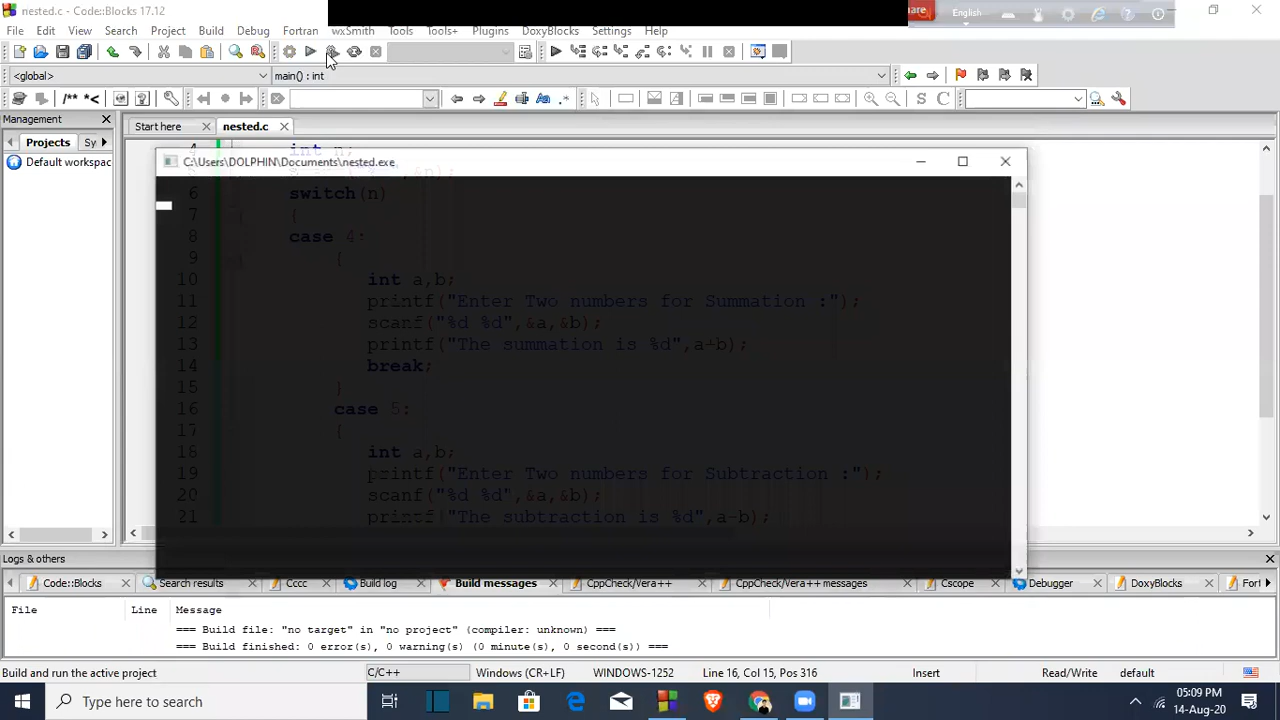 nested.c - Code::Blocks 17.12
are
English
File Edit View Search Project Build Debug Fortran wxSmith Tools Tools+ Plugins DoxyBlocks Settings Help
<global>
main() : int
/** *<
S C
Management
Projects
Sy
Start here
nested.c
Default workspac
4 int n;
C:\Users\DOLPHIN\Documents\nested.exe
6 switch(n)
7 {
8 case 4:
9 {
10 int a,b;
11 printf("Enter Two numbers for Summation :");
12 scanf("%d %d",&a,&b);
13 printf("The summation is %d",a+b);
14 break;
15 }
16 case 5:
17 {
18 int a,b;
19 printf("Enter Two numbers for Subtraction :");
20 scanf("%d %d",&a,&b);
21 printf("The subtraction is %d",a-b);
Logs & others
Code::Blocks
Search results
Cccc
Build log
Build messages
CppCheck/Vera++
CppCheck/Vera++ messages
Cscope
Debugger
DoxyBlocks
Fort
File Line Message
=== Build file: "no target" in "no project" (compiler: unknown) ===
=== Build finished: 0 error(s), 0 warning(s) (0 minute(s), 0 second(s)) ===
Build and run the active project
C/C++
Windows (CR+LF)
WINDOWS-1252
Line 16, Col 15, Pos 316
Insert
Read/Write
default
Type here to search
05:09 PM
14-Aug-20